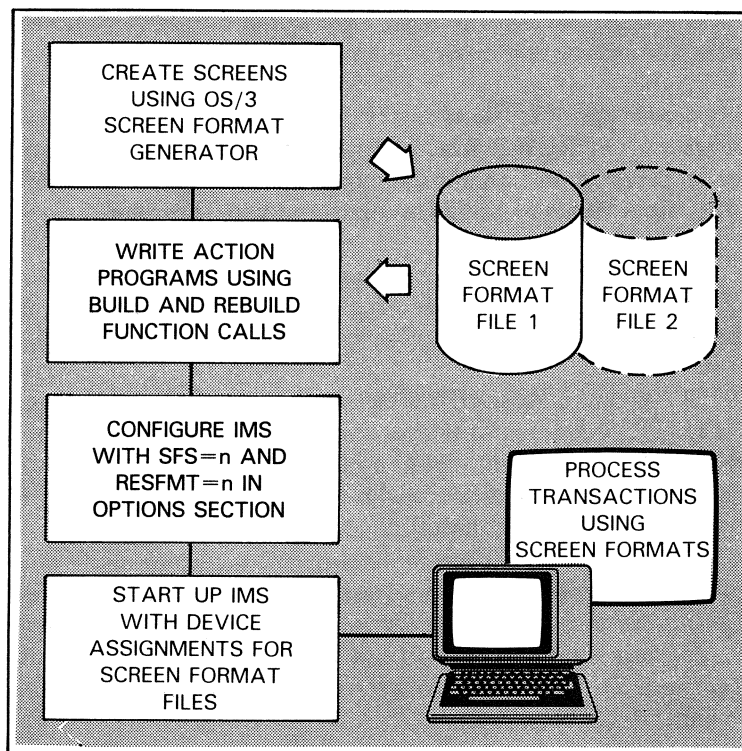 CREATE SCREENS
USING OS/3
SCREEN FORMAT
GENERATOR
WRITE ACTION
PROGRAMS USING
BUILD AND REBUILD
FUNCTION CALLS
SCREEN
FORMAT
FILE 1
SCREEN
FORMAT
FILE 2
CONFIGURE IMS
WITH SFS=n AND
RESFMT=n IN
OPTIONS SECTION
PROCESS
TRANSACTIONS
USING
SCREEN FORMATS
START UP IMS
WITH DEVICE
ASSIGNMENTS FOR
SCREEN FORMAT
FILES